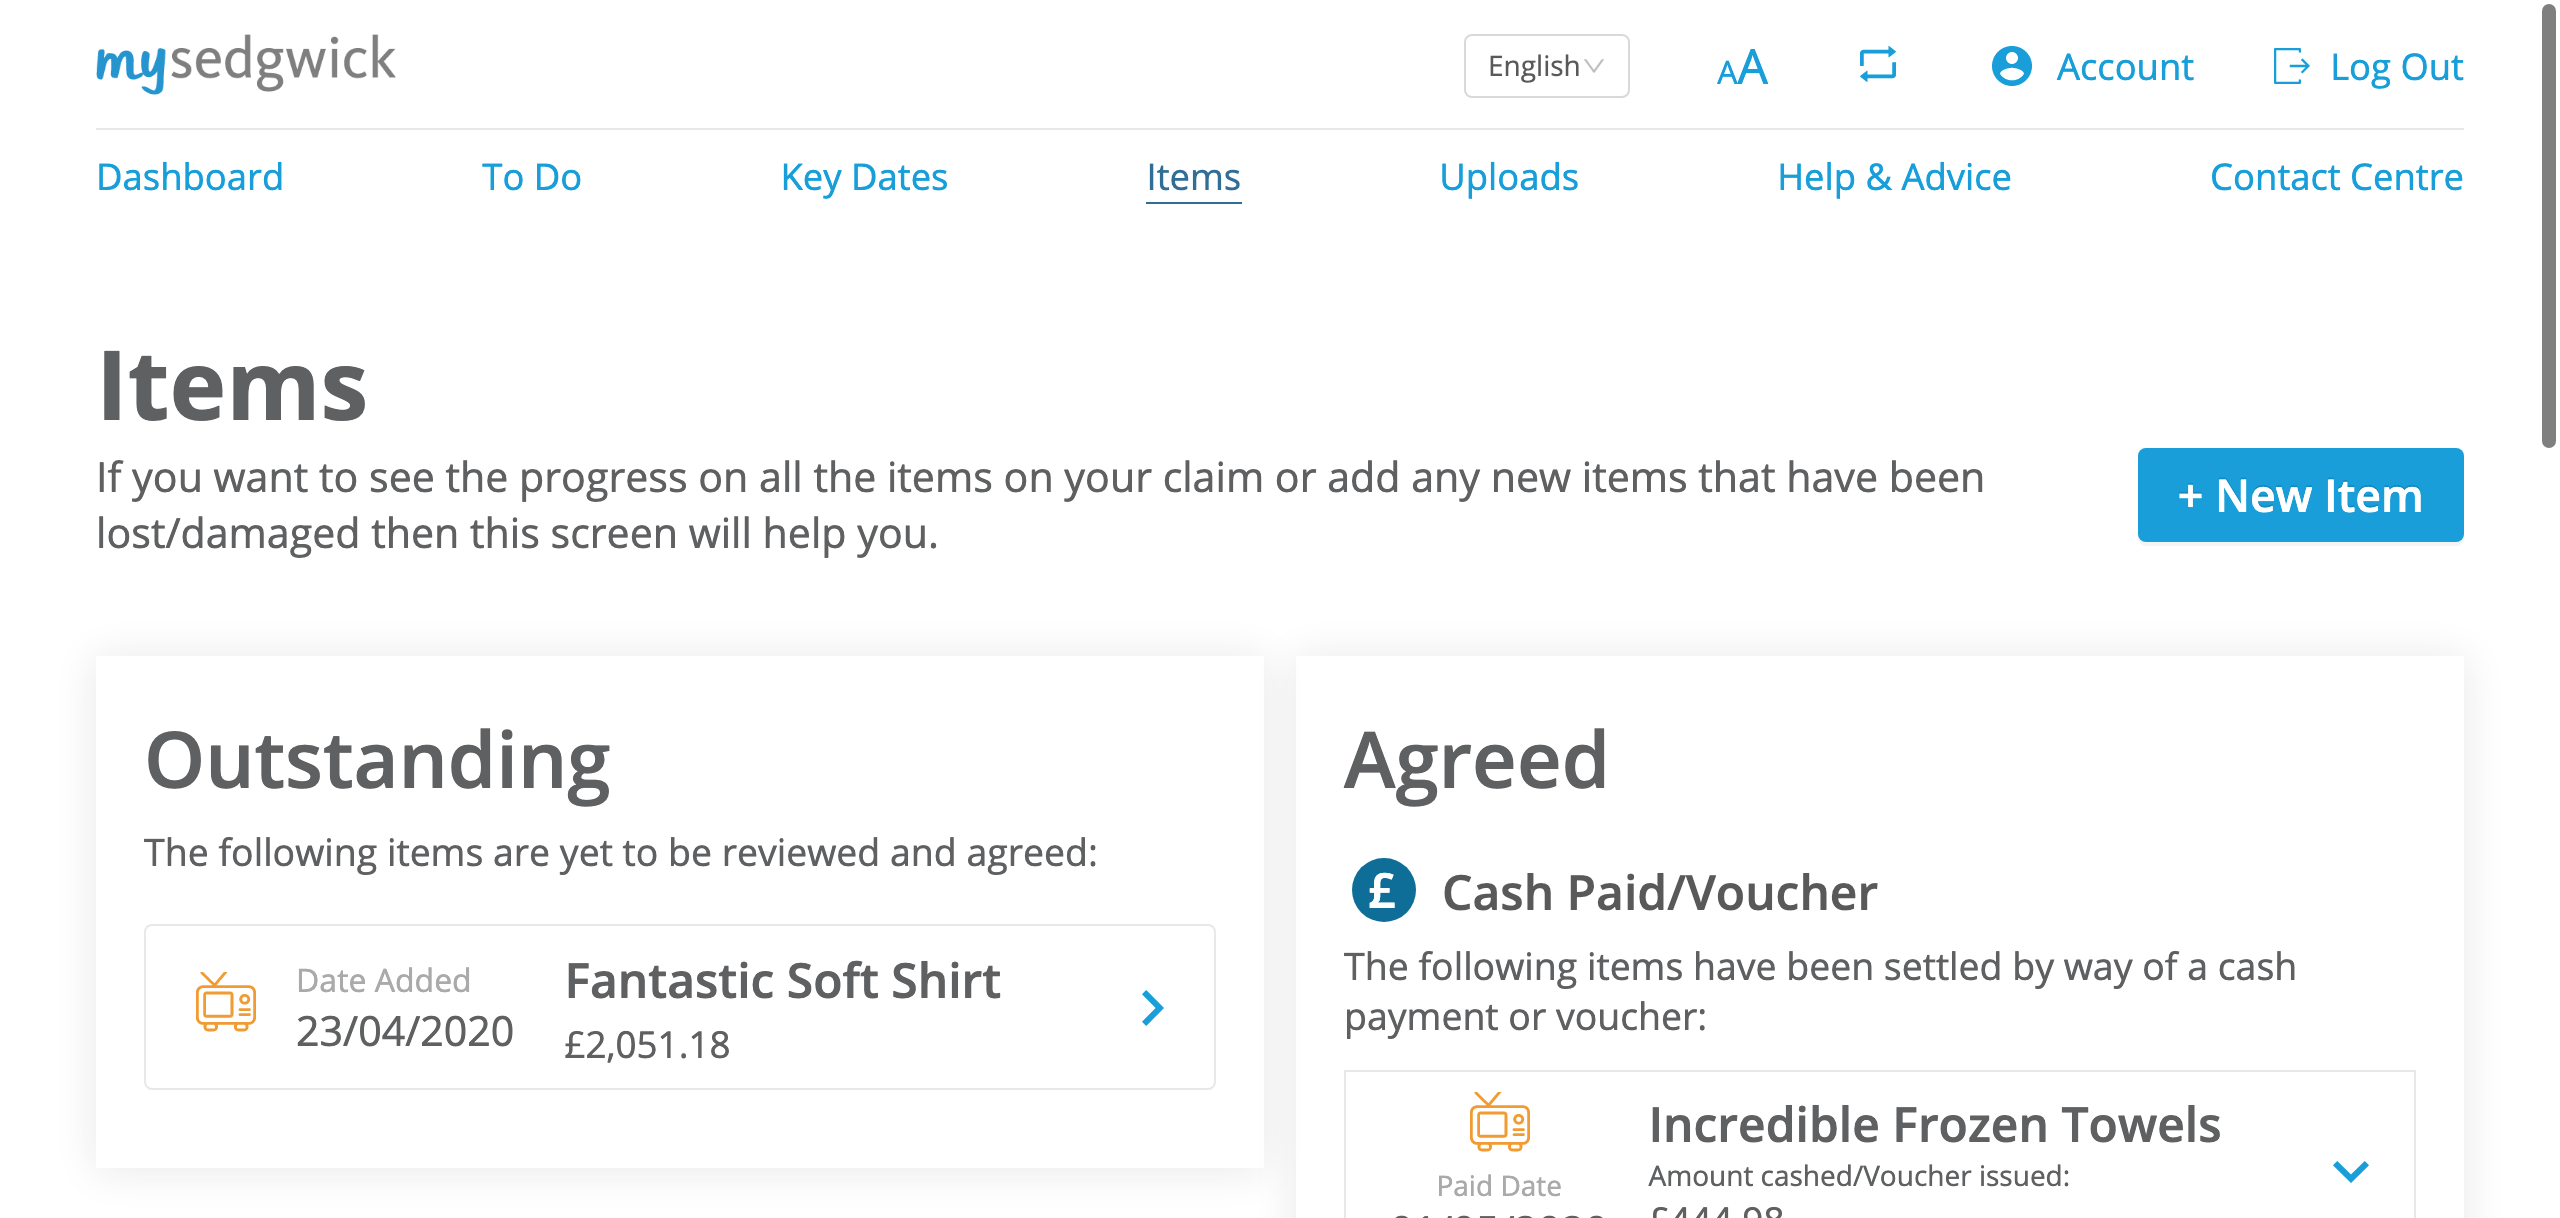 mysedgwick
English
AA
Account
Log Out
Dashboard
To Do
Key Dates
Items
Uploads
Help & Advice
Contact Centre
Items
If you want to see the progress on all the items on your claim or add any new items that have been
lost/damaged then this screen will help you.
+ New Item
Outstanding
The following items are yet to be reviewed and agreed:
Date Added
23/04/2020
Fantastic Soft Shirt
£2,051.18
Agreed
£ Cash Paid/Voucher
The following items have been settled by way of a cash
payment or voucher:
Incredible Frozen Towels
Amount cashed/Voucher issued:
Paid Date